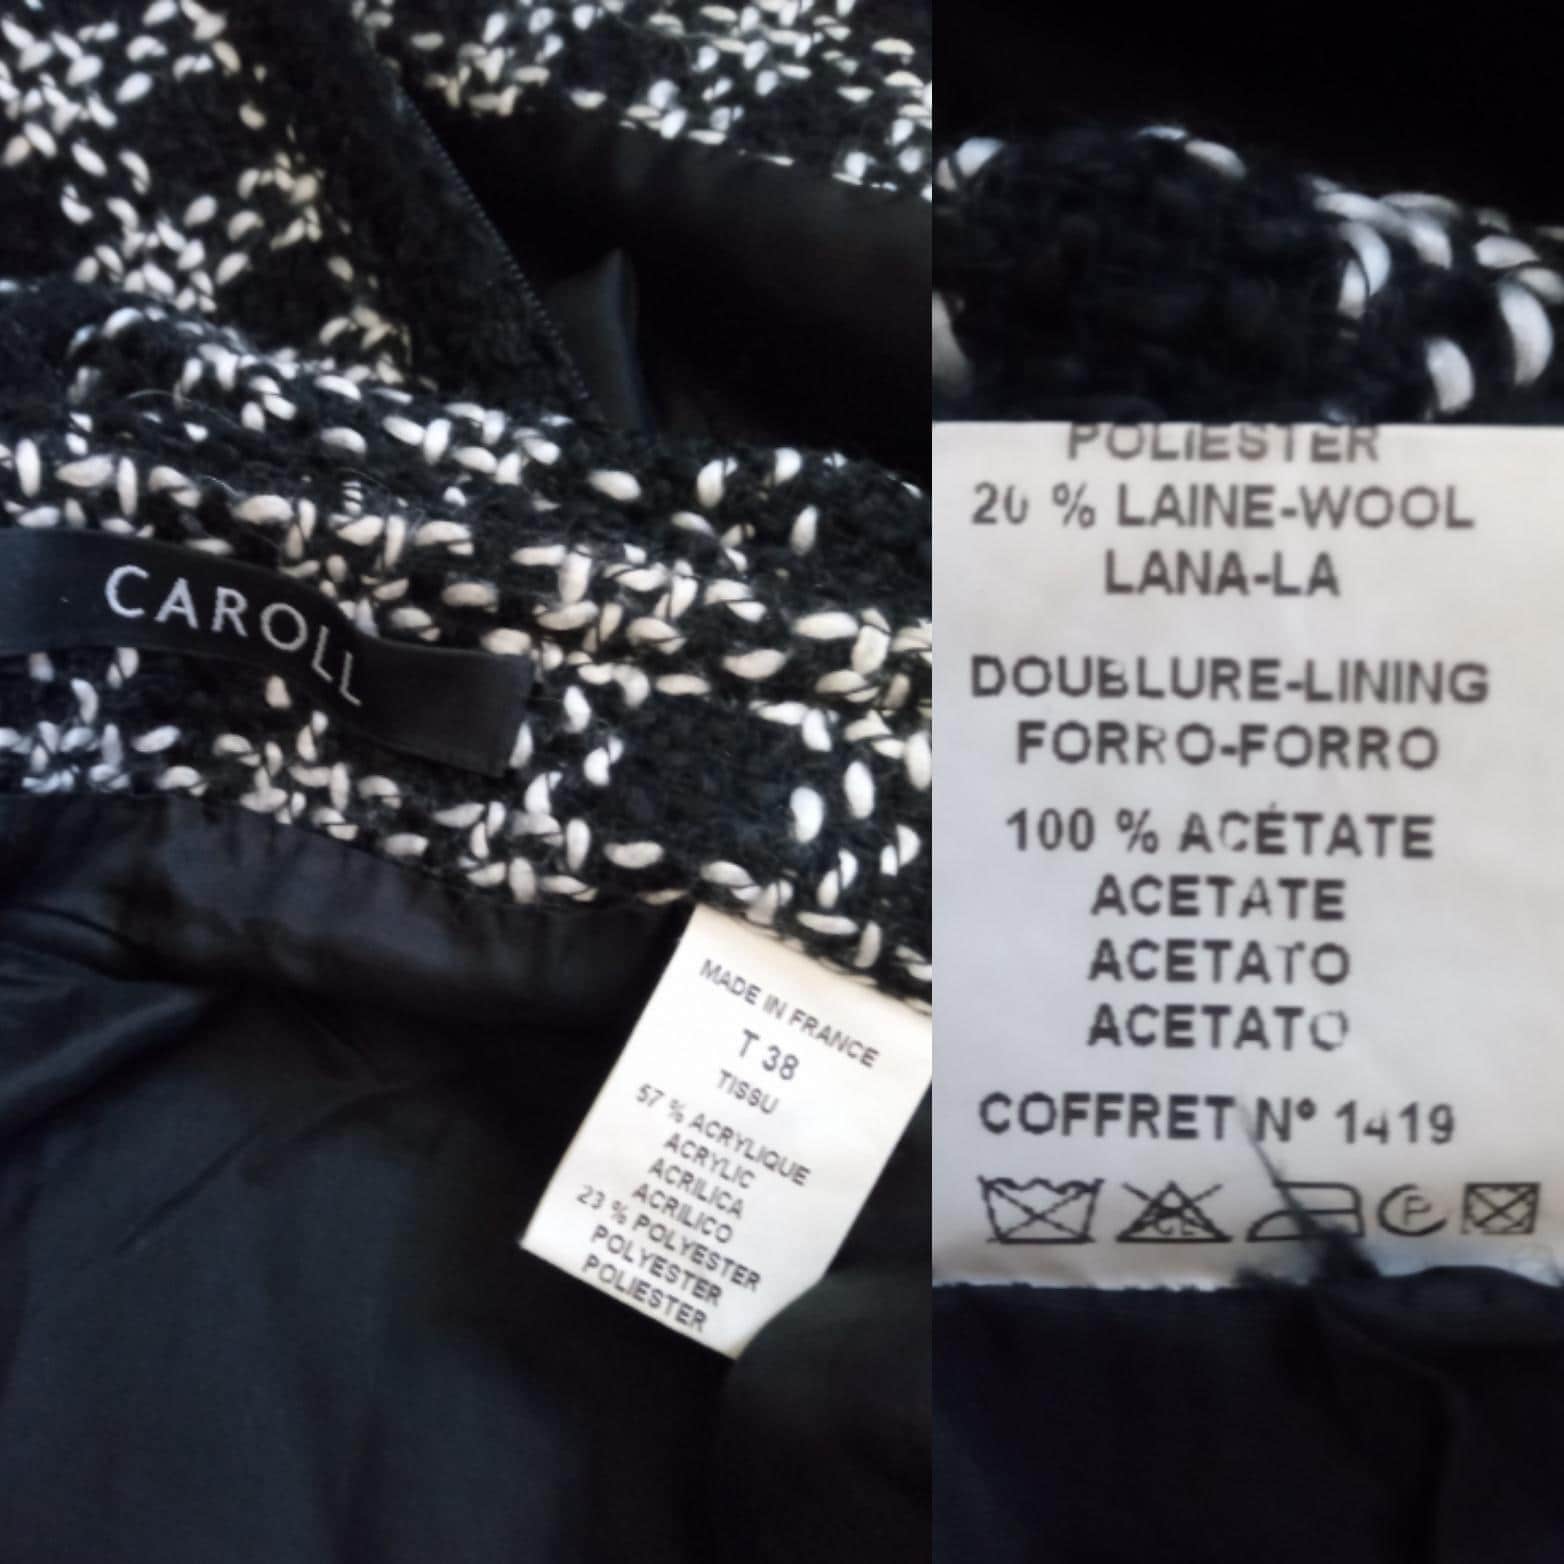 CAROLL
MADE IN FRANCE
T 38
TISSU
57 % ACRYLIQUE
ACRYLIC
ACRILICA
ACRILICO
23 % POLYESTER
POLYESTER
POLIESTER
POLIESTER
20 % LAINE-WOOL
LANA-LA
DOUBLURE-LINING
FORRO-FORRO
100 % ACÉTATE
ACETATE
ACETATO
ACETATO
COFFRET N° 1419
CL P